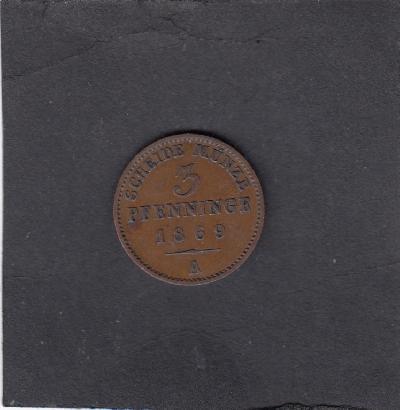 SCHEIDE MÜNZE
3
PFENNINGE
1869
A